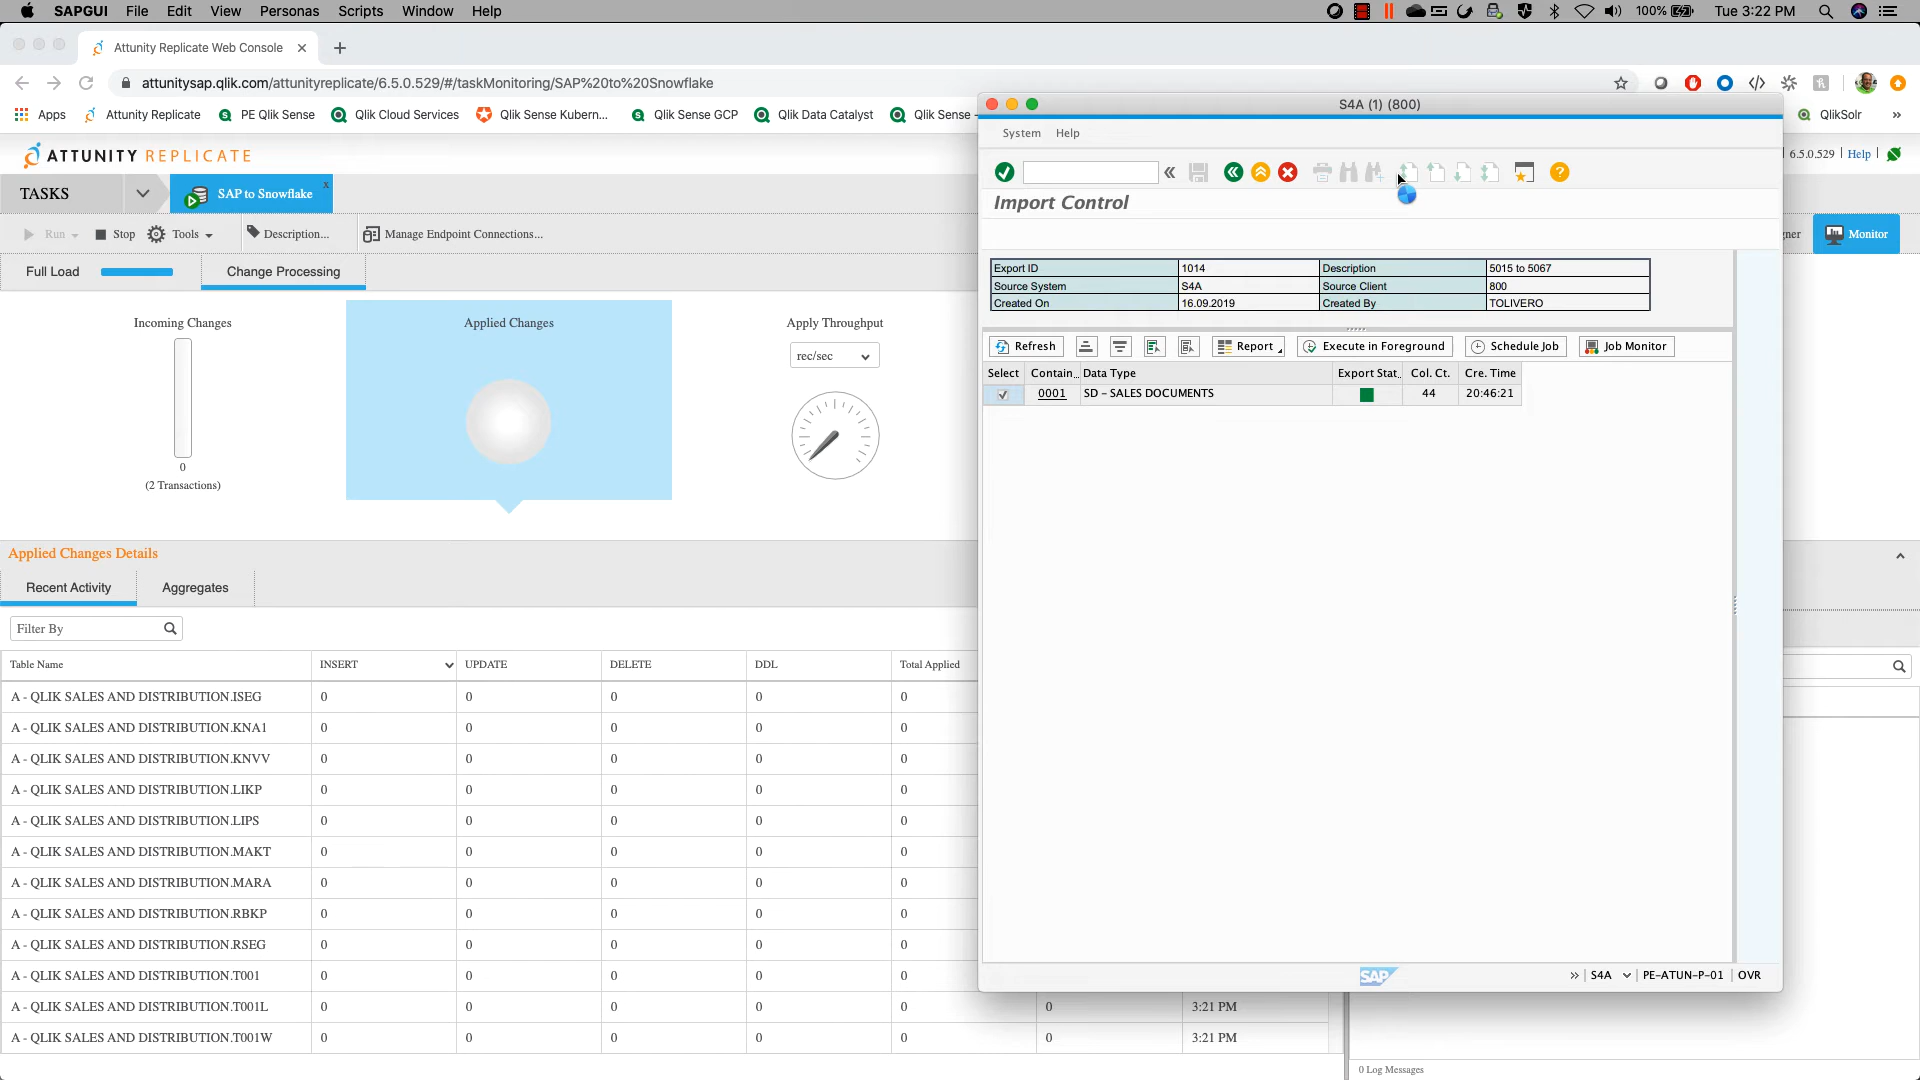 SAPGUI File Edit View Personas Scripts Window Help 100% Tue 3:22 PM
Attunity Replicate Web Console
attunitysap.qlik.com/attunityreplicate/6.5.0.529/#/taskMonitoring/SAP%20to%20Snowflake
Apps Attunity Replicate PE Qlik Sense Qlik Cloud Services Qlik Sense Kubern... Qlik Sense GCP Qlik Data Catalyst Qlik Sense - QlikSolr »
ATTUNITY REPLICATE 6.5.0.529 Help
TASKS SAP to Snowflake x
Run Stop Tools Description... Manage Endpoint Connections... Monitor
Full Load Change Processing
Incoming Changes Applied Changes Apply Throughput
rec/sec
0
(2 Transactions)
Applied Changes Details
Recent Activity Aggregates
Filter By
Table Name INSERT UPDATE DELETE DDL Total Applied
A - QLIK SALES AND DISTRIBUTION.ISEG 0 0 0 0 0
A - QLIK SALES AND DISTRIBUTION.KNA1 0 0 0 0 0
A - QLIK SALES AND DISTRIBUTION.KNVV 0 0 0 0 0
A - QLIK SALES AND DISTRIBUTION.LIKP 0 0 0 0 0
A - QLIK SALES AND DISTRIBUTION.LIPS 0 0 0 0 0
A - QLIK SALES AND DISTRIBUTION.MAKT 0 0 0 0 0
A - QLIK SALES AND DISTRIBUTION.MARA 0 0 0 0 0
A - QLIK SALES AND DISTRIBUTION.RBKP 0 0 0 0 0
A - QLIK SALES AND DISTRIBUTION.RSEG 0 0 0 0 0
A - QLIK SALES AND DISTRIBUTION.T001 0 0 0 0 0
A - QLIK SALES AND DISTRIBUTION.T001L 0 0 0 0 0 0 3:21 PM
A - QLIK SALES AND DISTRIBUTION.T001W 0 0 0 0 0 0 3:21 PM
0 Log Messages
S4A (1) (800)
System Help
Import Control
Export ID 1014 Description 5015 to 5067
Source System S4A Source Client 800
Created On 16.09.2019 Created By TOLIVERO
Refresh Report Execute in Foreground Schedule Job Job Monitor
Select Contain.. Data Type Export Stat. Col. Ct. Cre. Time
0001 SD – SALES DOCUMENTS 44 20:46:21
SAP » S4A PE-ATUN-P-01 OVR